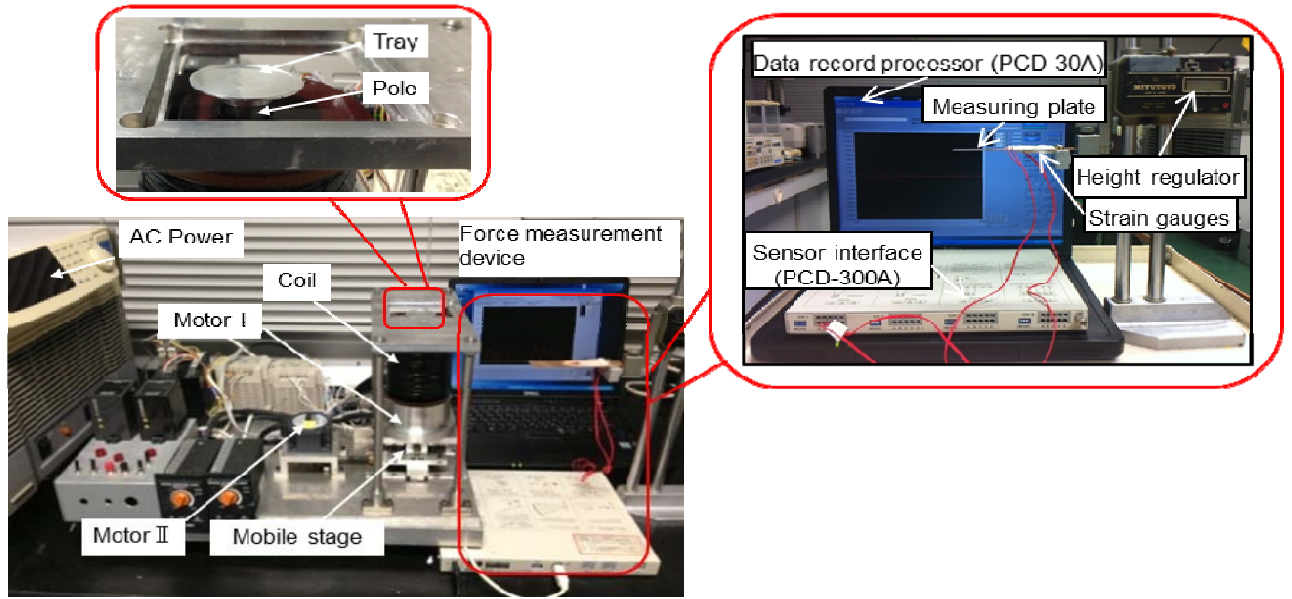 Tray
Pole
AC Power
Coil
Motor Ⅰ
Force measurement
device
Motor Ⅱ
Mobile stage
Data record processor (PCD 30A)
Measuring plate
Mitutoyo
Height regulator
Strain gauges
Sensor interface
(PCD-300A)